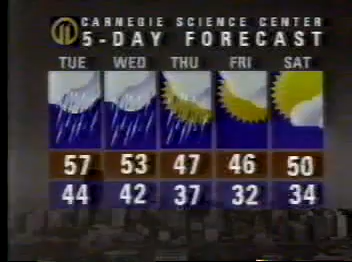 CARNEGIE SCIENCE CENTER
5-DAY FORECAST
TUE WED THU FRI SAT
57 53 47 46 50
44 42 37 32 34